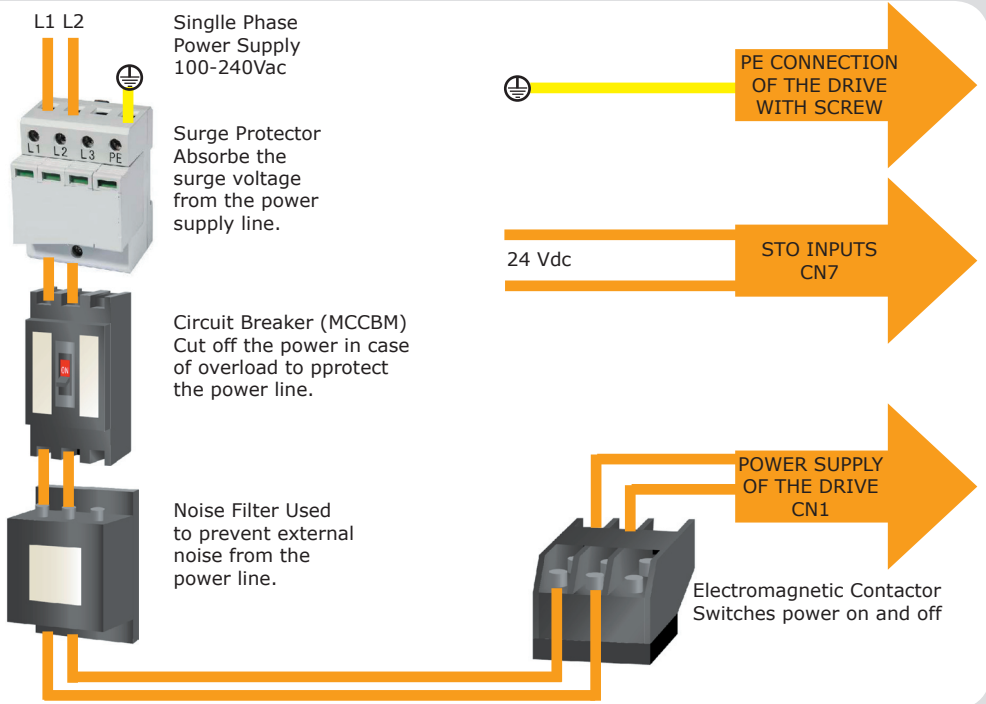 L1 L2
Singlle Phase
Power Supply
100-240Vac
L1 L2 L3 PE
Surge Protector
Absorbe the
surge voltage
from the power
supply line.
ON
Circuit Breaker (MCCBM)
Cut off the power in case
of overload to pprotect
the power line.
Noise Filter Used
to prevent external
noise from the
power line.
PE CONNECTION
OF THE DRIVE
WITH SCREW
24 Vdc
STO INPUTS
CN7
POWER SUPPLY
OF THE DRIVE
CN1
Electromagnetic Contactor
Switches power on and off